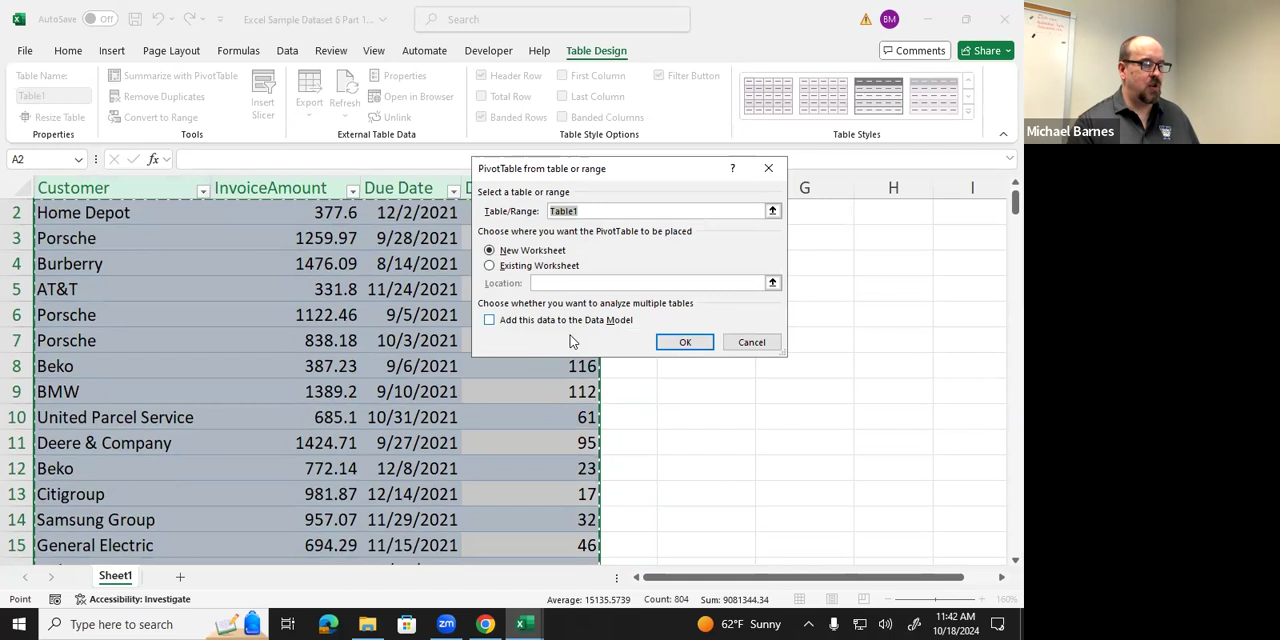 AutoSave Off Excel Sample Dataset 6 Part 1... Search BM
File Home Insert Page Layout Formulas Data Review View Automate Developer Help Table Design Comments Share
Table Name:
Table1
Resize Table
Properties
Summarize with PivotTable
Remove Duplicates
Convert to Range
Insert
Slicer
Tools
Export
Refresh
Properties
Open in Browser
Unlink
External Table Data
Header Row First Column Filter Button
Total Row Last Column
Banded Rows Banded Columns
Table Style Options
Table Styles
A2 fx
Customer InvoiceAmount Due Date D G H I
2 Home Depot 377.6 12/2/2021
3 Porsche 1259.97 9/28/2021
4 Burberry 1476.09 8/14/2021
5 AT&T 331.8 11/24/2021
6 Porsche 1122.46 9/5/2021
7 Porsche 838.18 10/3/2021
8 Beko 387.23 9/6/2021 116
9 BMW 1389.2 9/10/2021 112
10 United Parcel Service 685.1 10/31/2021 61
11 Deere & Company 1424.71 9/27/2021 95
12 Beko 772.14 12/8/2021 23
13 Citigroup 981.87 12/14/2021 17
14 Samsung Group 957.07 11/29/2021 32
15 General Electric 694.29 11/15/2021 46
PivotTable from table or range ?
Select a table or range
Table/Range: Table1
Choose where you want the PivotTable to be placed
New Worksheet
Existing Worksheet
Location:
Choose whether you want to analyze multiple tables
Add this data to the Data Model
OK Cancel
Sheet1
Point Accessibility: Investigate Average: 15135.5739 Count: 804 Sum: 9081344.34 160%
Type here to search zm 62°F Sunny 11:42 AM
10/18/2024
Michael Barnes